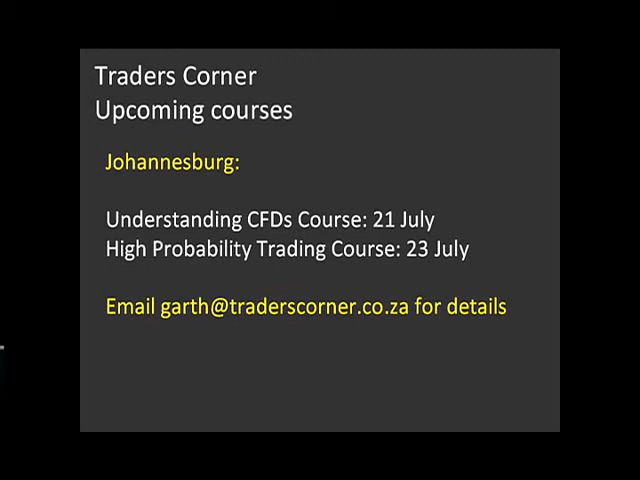 Traders Corner
Upcoming courses
Johannesburg:
Understanding CFDs Course: 21 July
High Probability Trading Course: 23 July
Email garth@traderscorner.co.za for details